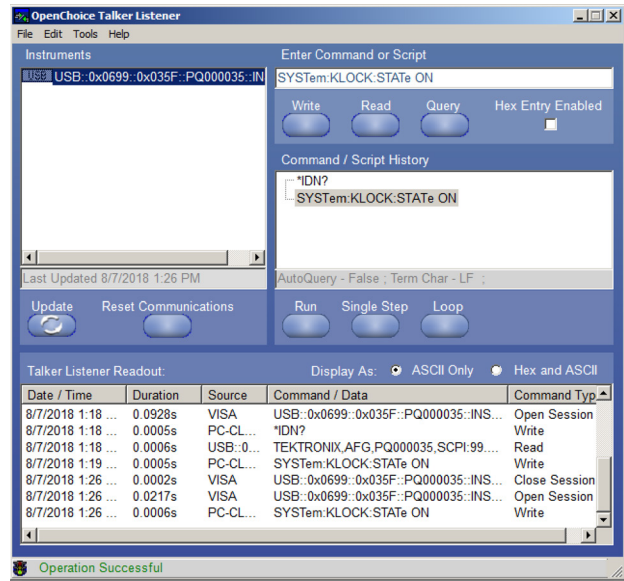 OpenChoice Talker Listener
File Edit Tools Help
Instruments
USB USB::0x0699::0x035F::PQ000035::IN
Last Updated 8/7/2018 1:26 PM
Update Reset Communications
Enter Command or Script
SYSTem:KLOCK:STATe ON
Write Read Query Hex Entry Enabled
Command / Script History
*IDN?
SYSTem:KLOCK:STATe ON
AutoQuery - False ; Term Char - LF ;
Run Single Step Loop
Talker Listener Readout: Display As: ASCII Only Hex and ASCII
Date / Time Duration Source Command / Data Command Typ
8/7/2018 1:18 ... 0.0928s VISA USB::0x0699::0x035F::PQ000035::INS... Open Session
8/7/2018 1:18 ... 0.0005s PC-CL... *IDN? Write
8/7/2018 1:18 ... 0.0006s USB::0... TEKTRONIX,AFG,PQ000035,SCPI:99.... Read
8/7/2018 1:19 ... 0.0005s PC-CL... SYSTem:KLOCK:STATe ON Write
8/7/2018 1:26 ... 0.0002s VISA USB::0x0699::0x035F::PQ000035::INS... Close Session
8/7/2018 1:26 ... 0.0217s VISA USB::0x0699::0x035F::PQ000035::INS... Open Session
8/7/2018 1:26 ... 0.0006s PC-CL... SYSTem:KLOCK:STATe ON Write
Operation Successful